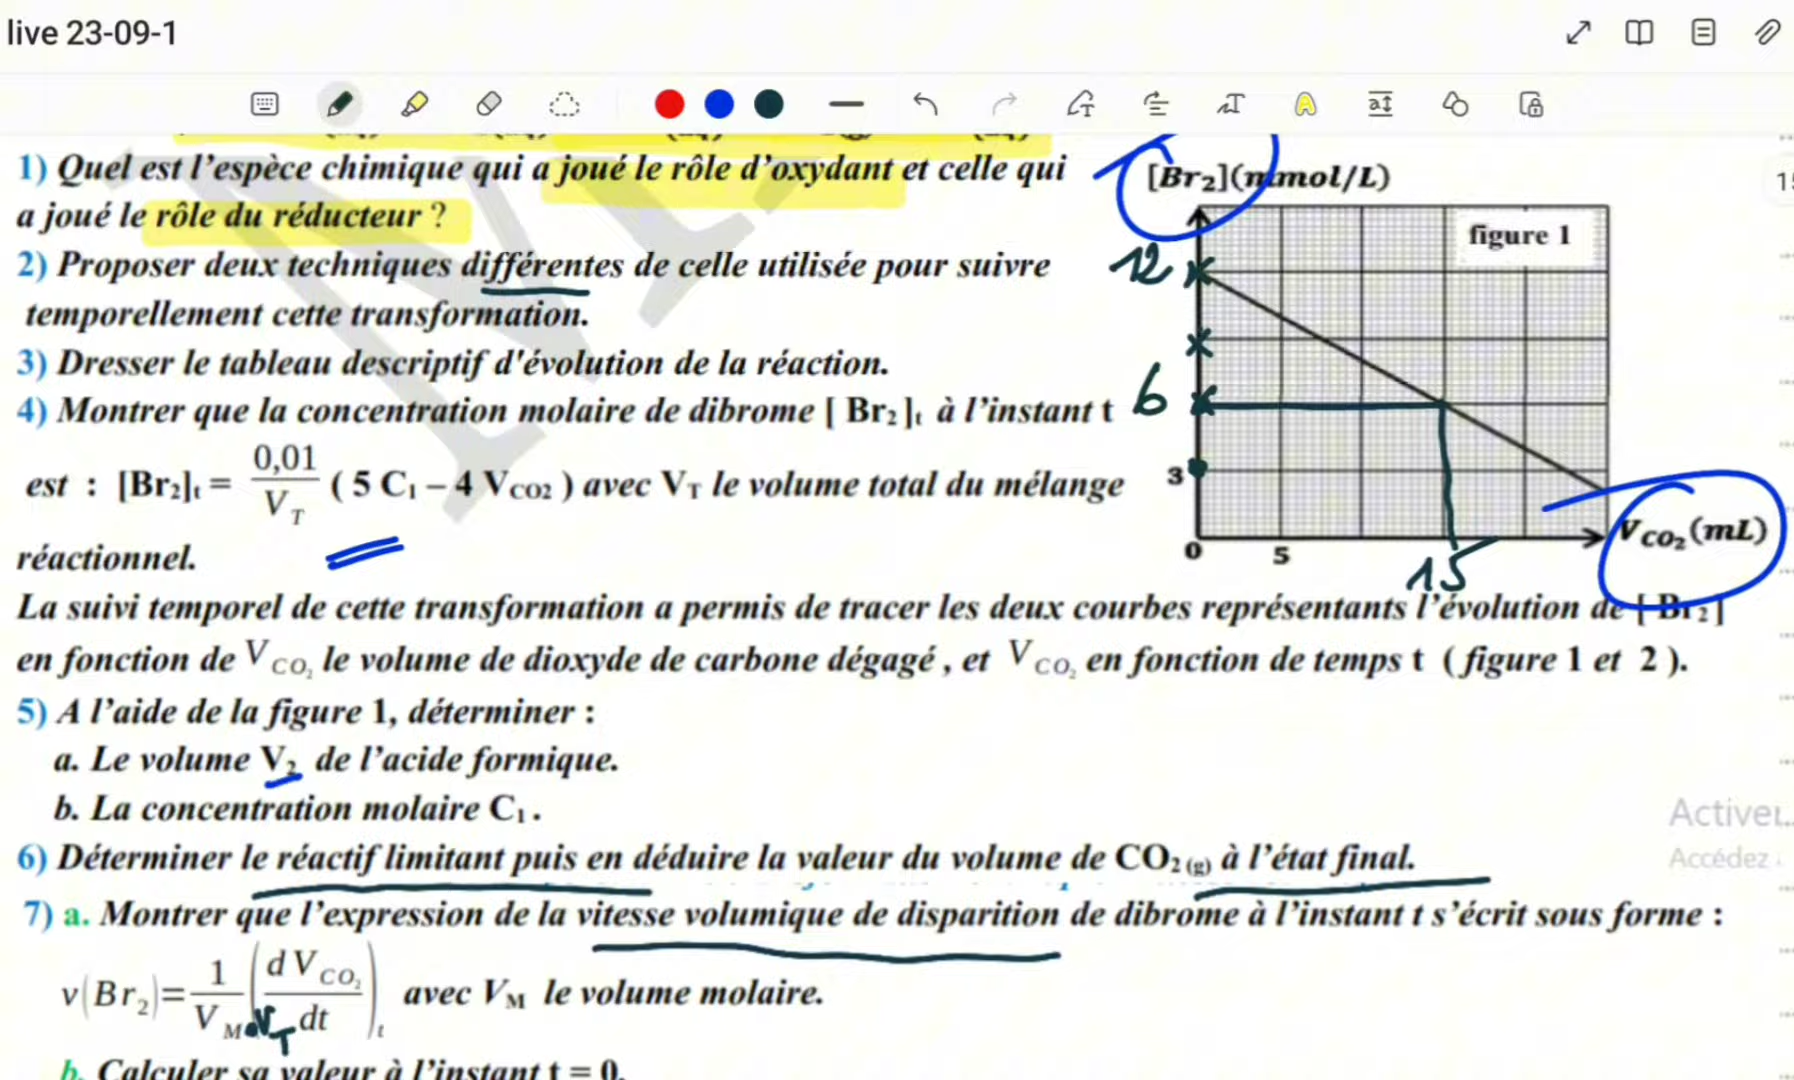 live 23-09-1
1) Quel est l'espèce chimique qui a joué le rôle d'oxydant et celle qui
a joué le rôle du réducteur ?
2) Proposer deux techniques différentes de celle utilisée pour suivre
temporellement cette transformation.
3) Dresser le tableau descriptif d'évolution de la réaction.
4) Montrer que la concentration molaire de dibrome [ Br₂ ]ₜ à l'instant t
est : [Br₂]ₜ = 0,01 / V_T ( 5 C₁ – 4 V_CO2 ) avec V_T le volume total du mélange
réactionnel.
[Br₂](mmol/L)
figure 1
12
6
3
0
5
15
V_CO₂ (mL)
La suivi temporel de cette transformation a permis de tracer les deux courbes représentants l'évolution de [ Br₂ ]
en fonction de V_CO₂ le volume de dioxyde de carbone dégagé , et V_CO₂ en fonction de temps t ( figure 1 et 2 ).
5) A l'aide de la figure 1, déterminer :
a. Le volume V₂ de l'acide formique.
b. La concentration molaire C₁ .
6) Déterminer le réactif limitant puis en déduire la valeur du volume de CO₂ (g) à l'état final.
7) a. Montrer que l'expression de la vitesse volumique de disparition de dibrome à l'instant t s'écrit sous forme :
v(Br₂)= 1 / V_M . V_T ( d V_CO₂ / dt )ₜ avec V_M le volume molaire.
b. Calculer sa valeur à l'instant t = 0.
Activer...
Accédez